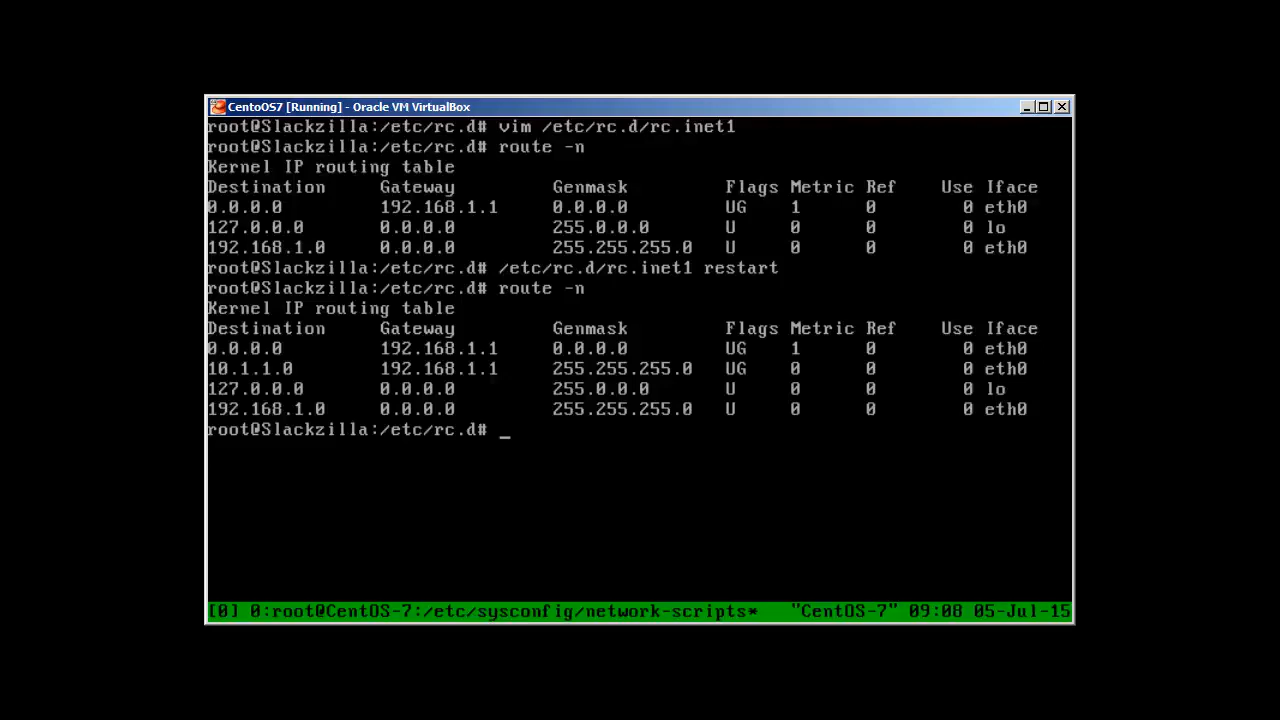 CentoOS7 [Running] - Oracle VM VirtualBox
root@Slackzilla:/etc/rc.d# vim /etc/rc.d/rc.inet1
root@Slackzilla:/etc/rc.d# route -n
Kernel IP routing table
Destination Gateway Genmask Flags Metric Ref Use Iface
0.0.0.0 192.168.1.1 0.0.0.0 UG 1 0 0 eth0
127.0.0.0 0.0.0.0 255.0.0.0 U 0 0 0 lo
192.168.1.0 0.0.0.0 255.255.255.0 U 0 0 0 eth0
root@Slackzilla:/etc/rc.d# /etc/rc.d/rc.inet1 restart
root@Slackzilla:/etc/rc.d# route -n
Kernel IP routing table
Destination Gateway Genmask Flags Metric Ref Use Iface
0.0.0.0 192.168.1.1 0.0.0.0 UG 1 0 0 eth0
10.1.1.0 192.168.1.1 255.255.255.0 UG 0 0 0 eth0
127.0.0.0 0.0.0.0 255.0.0.0 U 0 0 0 lo
192.168.1.0 0.0.0.0 255.255.255.0 U 0 0 0 eth0
root@Slackzilla:/etc/rc.d# _
[0] 0:root@CentOS-7:/etc/sysconfig/network-scripts* "CentOS-7" 09:08 05-Jul-15